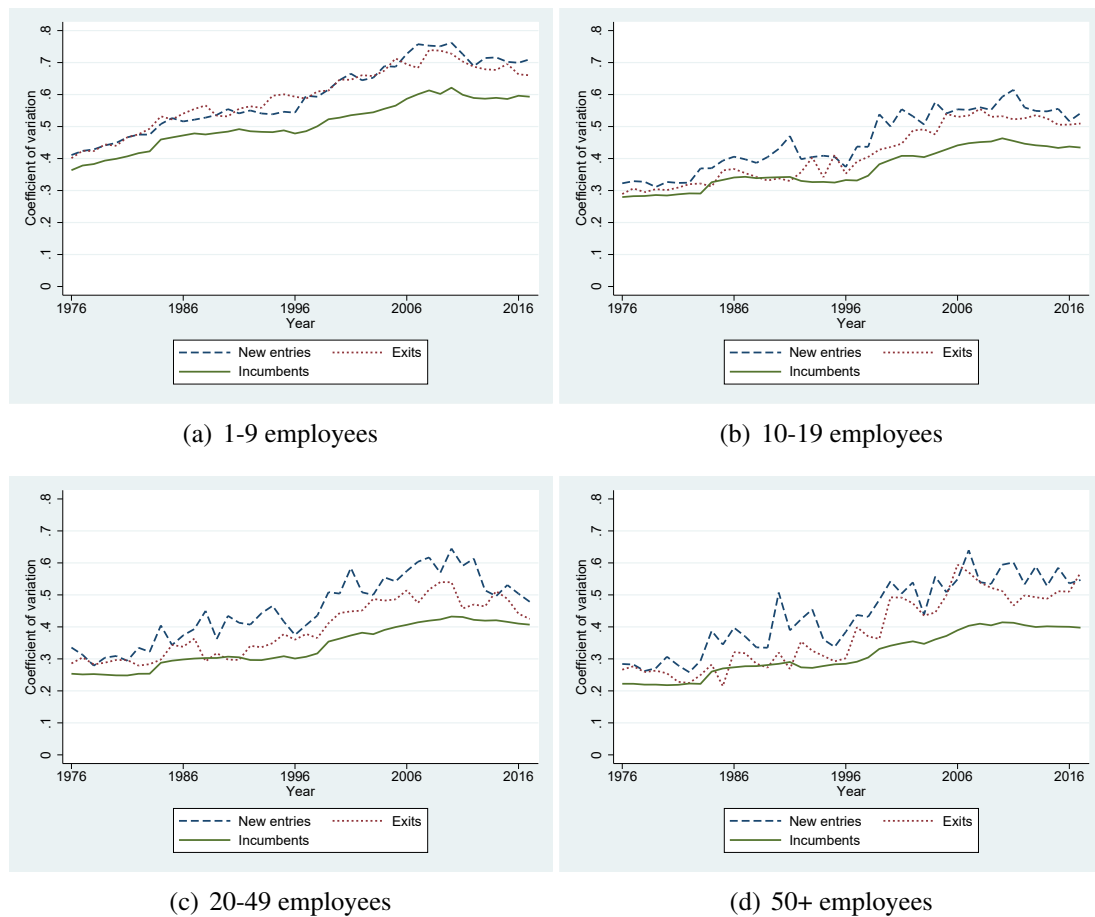 Coefficient of variation
0 .1 .2 .3 .4 .5 .6 .7 .8
1976 1986 1996 2006 2016
Year
New entries Exits
Incumbents
(a) 1-9 employees
Coefficient of variation
0 .1 .2 .3 .4 .5 .6 .7 .8
1976 1986 1996 2006 2016
Year
New entries Exits
Incumbents
(b) 10-19 employees
Coefficient of variation
0 .1 .2 .3 .4 .5 .6 .7 .8
1976 1986 1996 2006 2016
Year
New entries Exits
Incumbents
(c) 20-49 employees
Coefficient of variation
0 .1 .2 .3 .4 .5 .6 .7 .8
1976 1986 1996 2006 2016
Year
New entries Exits
Incumbents
(d) 50+ employees